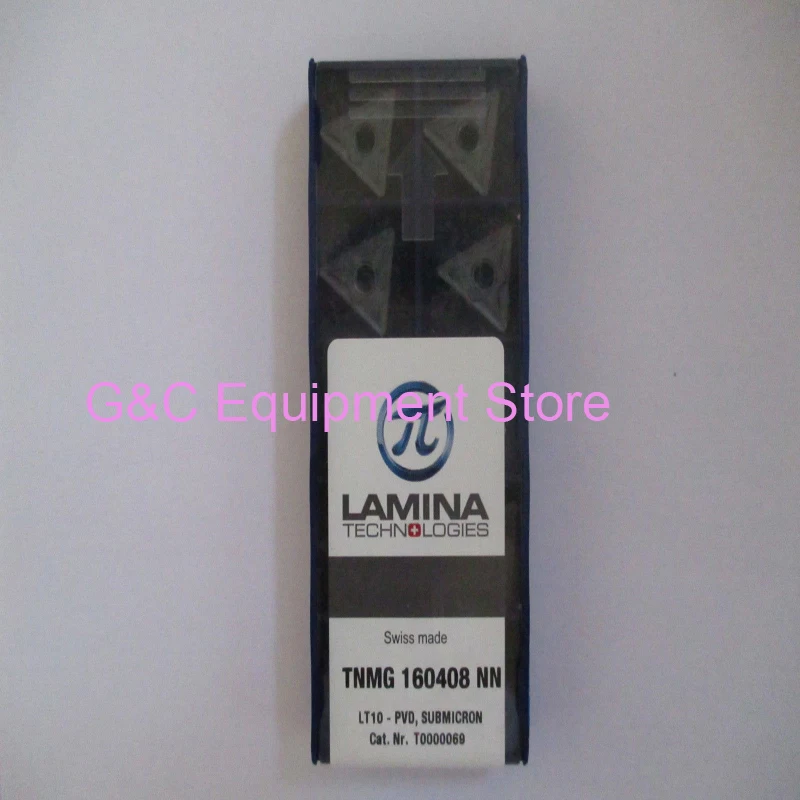 G&C Equipment Store
π
LAMINA
TECHNOLOGIES
Swiss made
TNMG 160408 NN
LT10 - PVD, SUBMICRON
Cat. Nr. T0000069